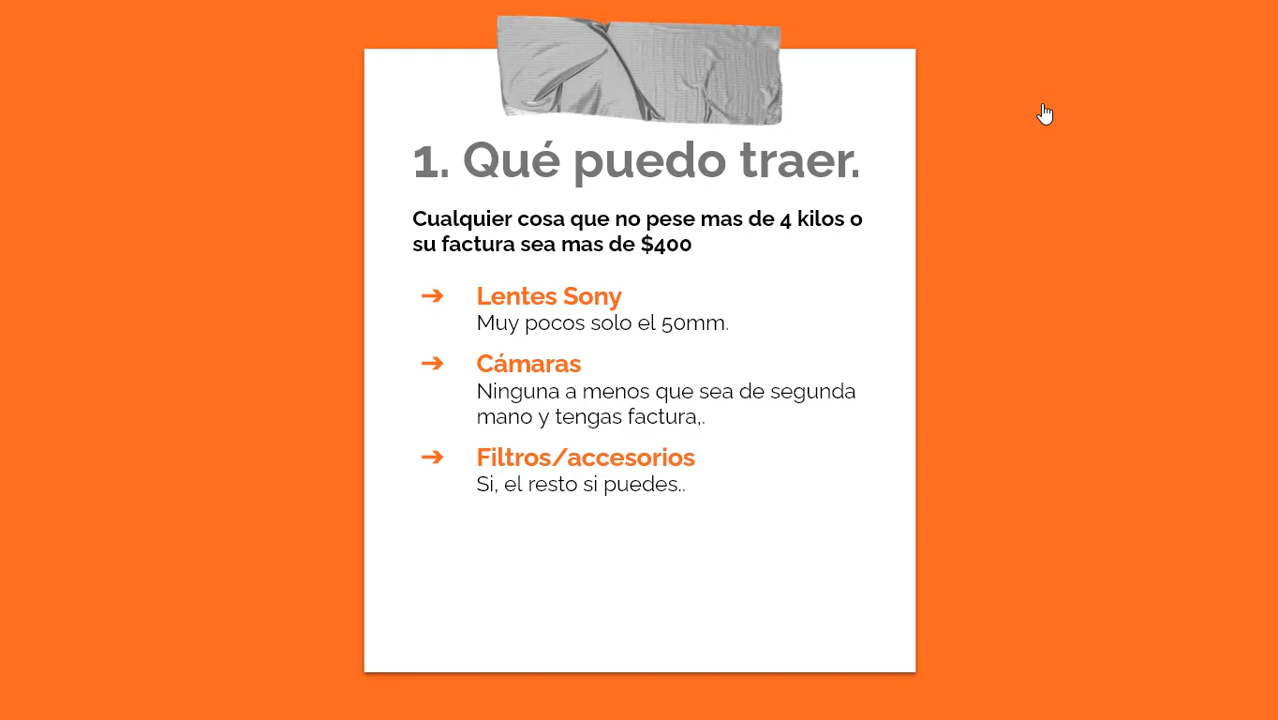 1. Qué puedo traer.
Cualquier cosa que no pese mas de 4 kilos o
su factura sea mas de $400
➔ Lentes Sony
Muy pocos solo el 50mm.
➔ Cámaras
Ninguna a menos que sea de segunda
mano y tengas factura,.
➔ Filtros/accesorios
Si, el resto si puedes..